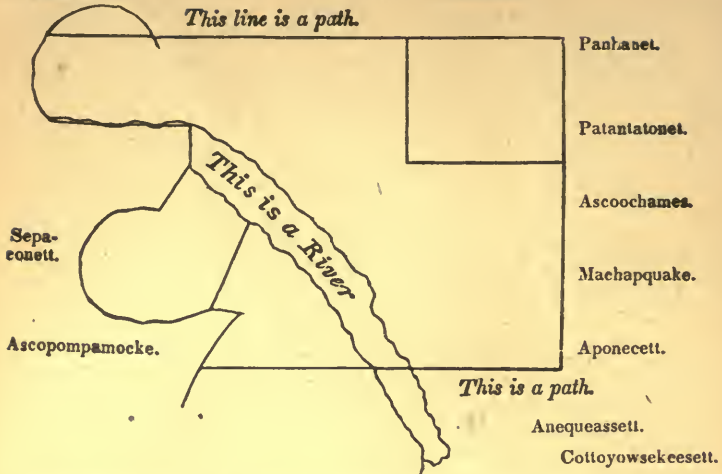 This line is a path.
Panhanet.
Patantatonet.
Ascoochames.
Sepa-
conett.
This is a River
Machapquake.
Ascopompamocke.
Aponecett.
This is a path.
Anequeassett.
Cottoyowsekeesett.